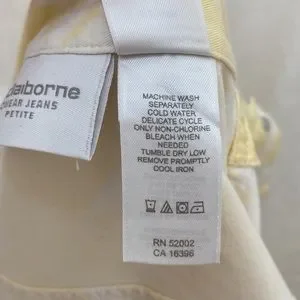 claiborne
WEAR JEANS
PETITE
MACHINE WASH
SEPARATELY
COLD WATER
DELICATE CYCLE
ONLY NON-CHLORINE
BLEACH WHEN
NEEDED
TUMBLE DRY LOW
REMOVE PROMPTLY
COOL IRON
RN 52002
CA 16396